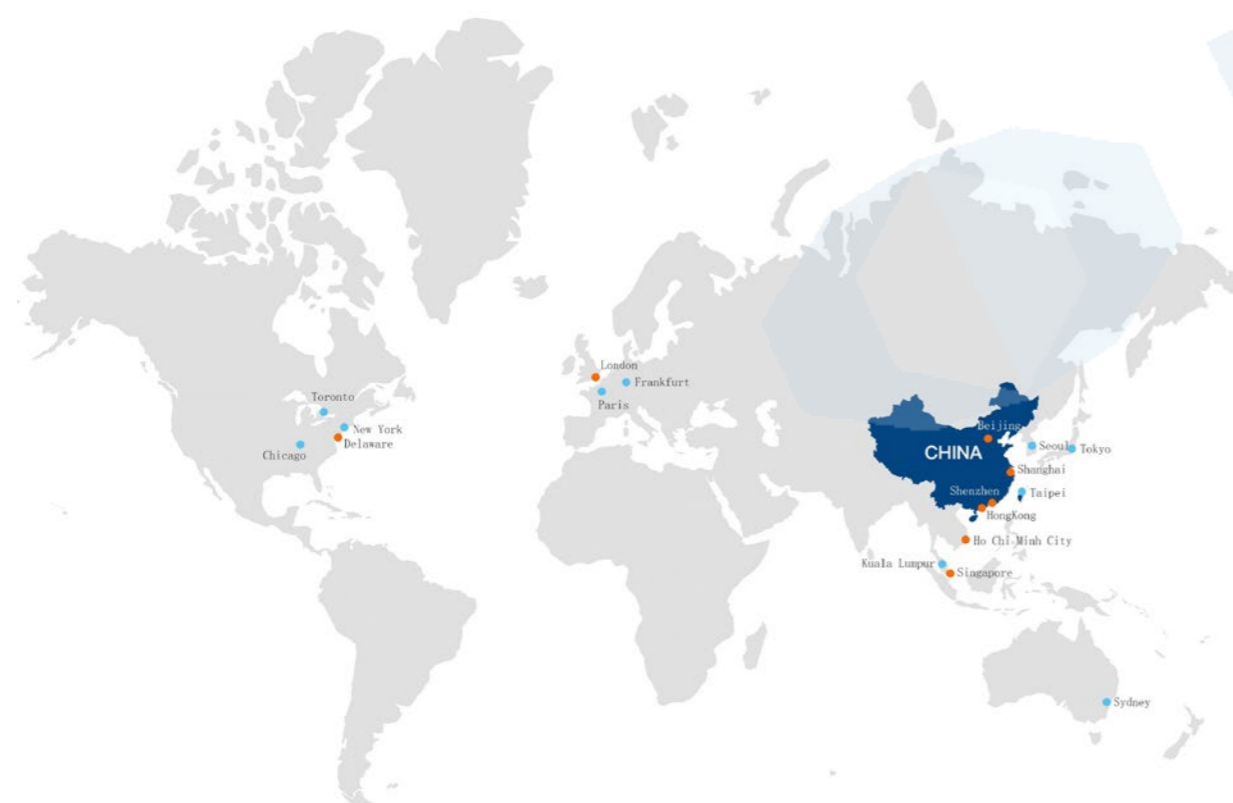 London
Frankfurt
Paris
Toronto
New York
Delaware
Chicago
Beijing
CHINA
Seoul
Tokyo
Shanghai
Shenzhen
Taipei
HongKong
Ho Chi Minh City
Kuala Lumpur
Singapore
Sydney